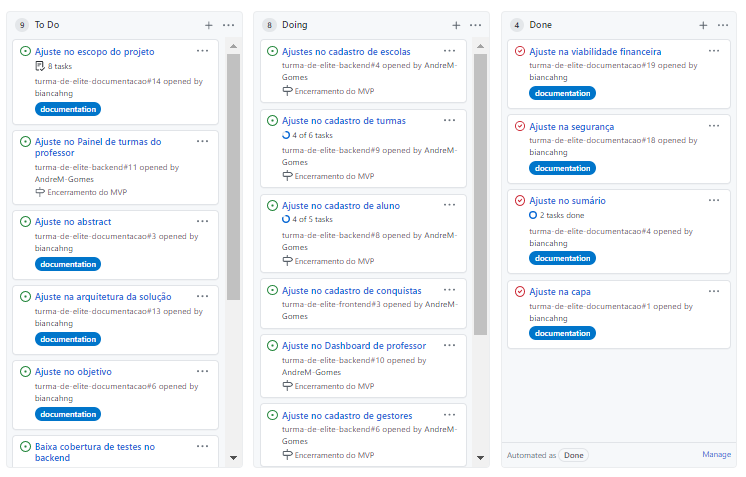 9 To Do
Ajuste no escopo do projeto
8 tasks
turma-de-elite-documentacao#14 opened by
biancahng
documentation
Ajuste no Painel de turmas do
professor
turma-de-elite-backend#11 opened by
AndreM-Gomes
Encerramento do MVP
Ajuste no abstract
turma-de-elite-documentacao#3 opened by
biancahng
documentation
Ajuste na arquitetura da solução
turma-de-elite-documentacao#13 opened by
biancahng
documentation
Ajuste no objetivo
turma-de-elite-documentacao#6 opened by
biancahng
documentation
Baixa cobertura de testes no
backend
8 Doing
Ajustes no cadastro de escolas
turma-de-elite-backend#4 opened by AndreM-
Gomes
Encerramento do MVP
Ajuste no cadastro de turmas
4 of 6 tasks
turma-de-elite-backend#9 opened by AndreM-
Gomes
Encerramento do MVP
Ajuste no cadastro de aluno
4 of 5 tasks
turma-de-elite-backend#8 opened by AndreM-
Gomes
Encerramento do MVP
Ajuste no cadastro de conquistas
turma-de-elite-frontend#3 opened by AndreM-
Gomes
Ajuste no Dashboard de professor
turma-de-elite-backend#10 opened by
AndreM-Gomes
Encerramento do MVP
Ajuste no cadastro de gestores
turma-de-elite-backend#6 opened by AndreM-
Gomes
Encerramento do MVP
4 Done
Ajuste na viabilidade financeira
turma-de-elite-documentacao#19 opened by
biancahng
documentation
Ajuste na segurança
turma-de-elite-documentacao#18 opened by
biancahng
documentation
Ajuste no sumário
2 tasks done
turma-de-elite-documentacao#4 opened by
biancahng
documentation
Ajuste na capa
turma-de-elite-documentacao#1 opened by
biancahng
documentation
Automated as Done Manage